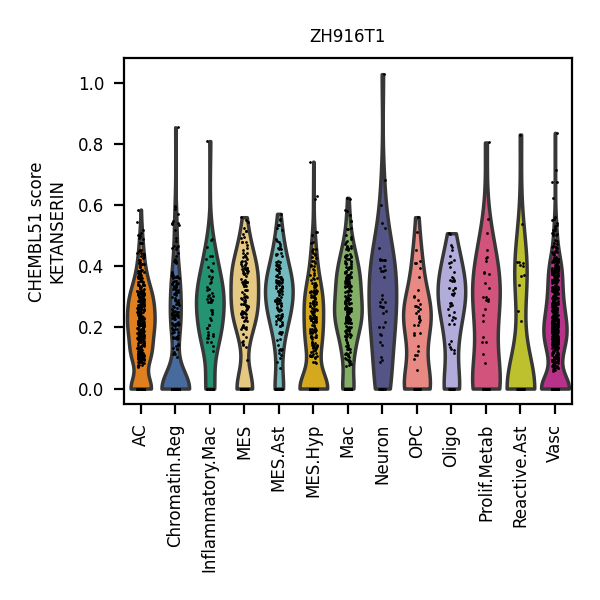 ZH916T1
CHEMBL51 score
KETANSERIN
1.0
0.8
0.6
0.4
0.2
0.0
AC
Chromatin.Reg
Inflammatory.Mac
MES
MES.Ast
MES.Hyp
Mac
Neuron
OPC
Oligo
Prolif.Metab
Reactive.Ast
Vasc